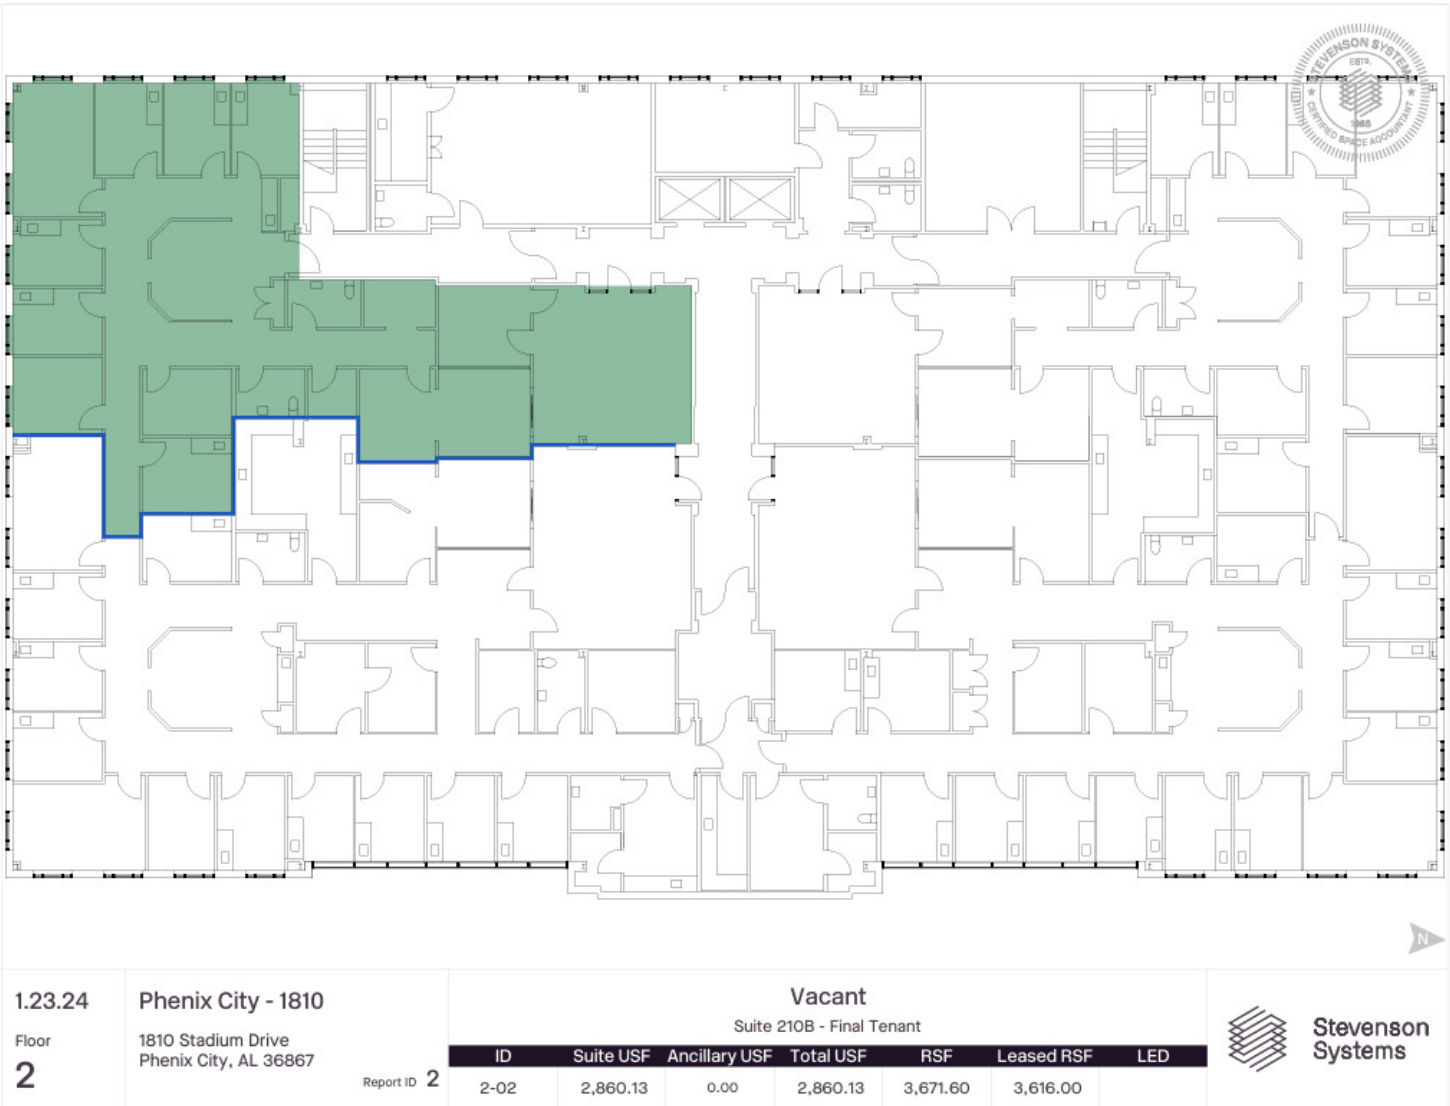 STEVENSON SYSTEMS
ESTD
1988
CERTIFIED SPACE ACCOUNTANT
N
1.23.24
Floor
2
Phenix City - 1810
1810 Stadium Drive
Phenix City, AL 36867
Report ID 2
Vacant
Suite 210B - Final Tenant
ID Suite USF Ancillary USF Total USF RSF Leased RSF LED
2-02 2,860.13 0.00 2,860.13 3,671.60 3,616.00
Stevenson
Systems